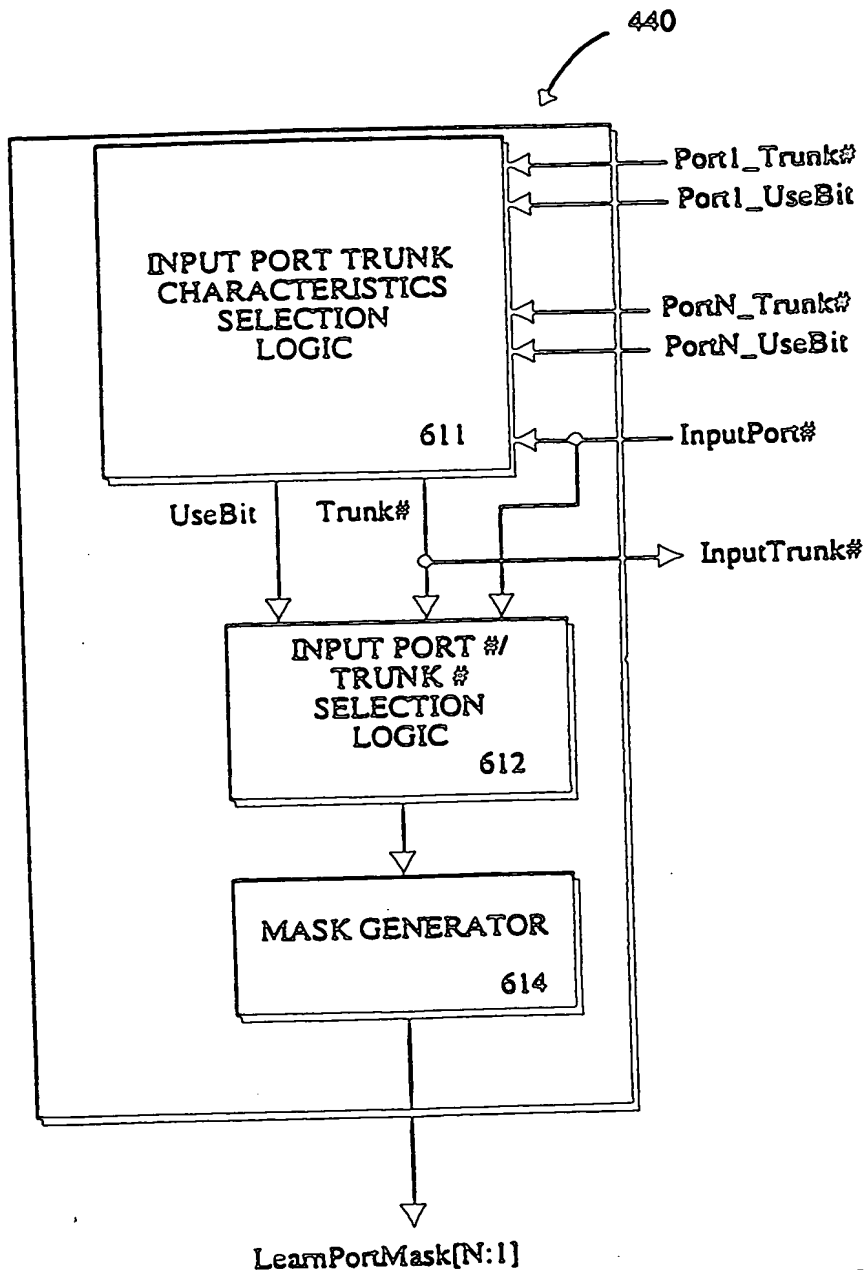 440
Port1_Trunk#
Port1_UseBit
INPUT PORT TRUNK
CHARACTERISTICS
SELECTION
LOGIC
611
PortN_Trunk#
PortN_UseBit
InputPort#
UseBit
Trunk#
InputTrunk#
INPUT PORT #/
TRUNK #
SELECTION
LOGIC
612
MASK GENERATOR
614
LearnPortMask[N:1]